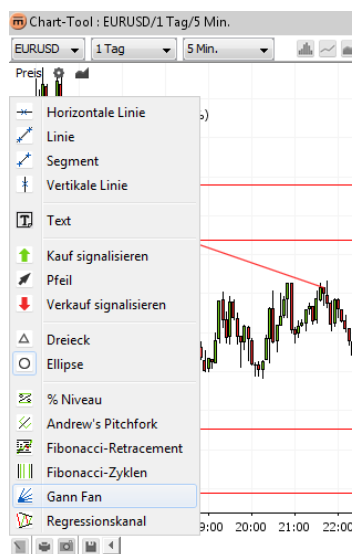 Chart-Tool : EURUSD/1 Tag/5 Min.
EURUSD 1 Tag 5 Min.
Preis
%)
Horizontale Linie
Linie
Segment
Vertikale Linie
T Text
Kauf signalisieren
Pfeil
Verkauf signalisieren
Dreieck
Ellipse
% Niveau
Andrew's Pitchfork
Fibonacci-Retracement
Fibonacci-Zyklen
Gann Fan
Regressionskanal
9:00 20:00 21:00 22:00